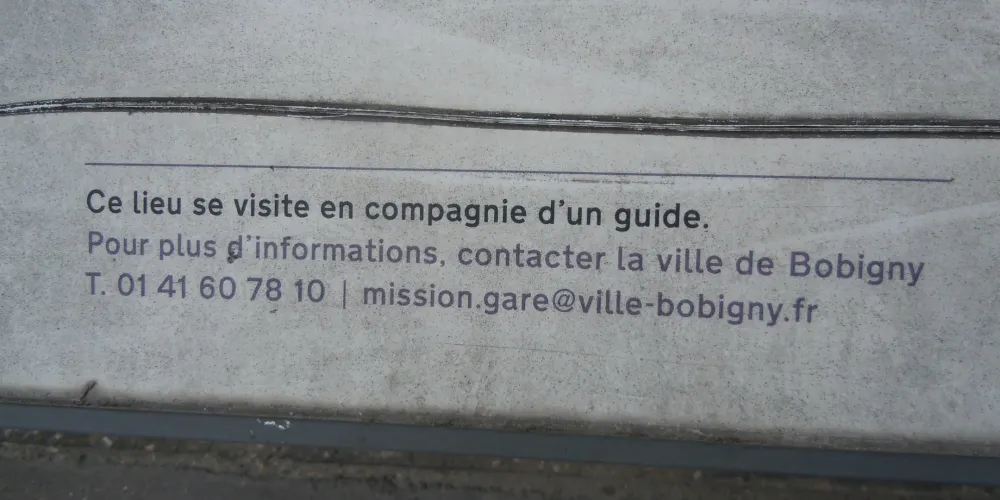 Ce lieu se visite en compagnie d'un guide.
Pour plus d'informations, contacter la ville de Bobigny
T. 01 41 60 78 10 | mission.gare@ville-bobigny.fr